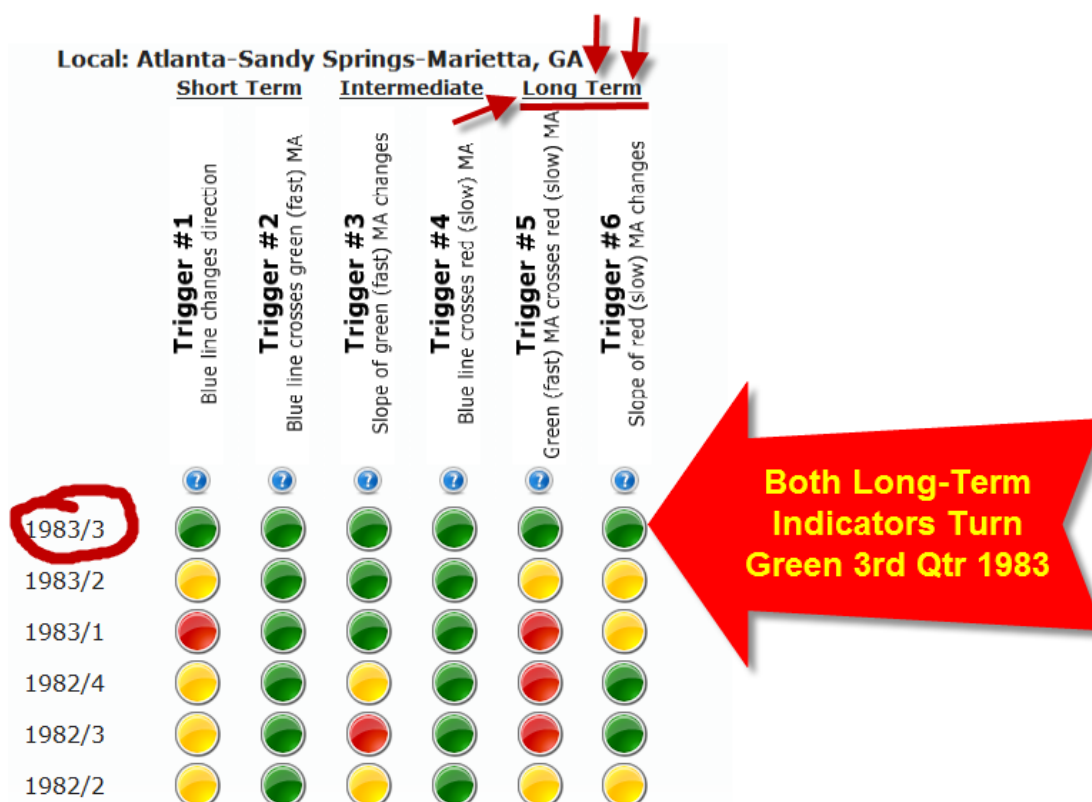 Local: Atlanta-Sandy Springs-Marietta, GA
Short Term
Intermediate
Long Term
Trigger #1
Blue line changes direction
Trigger #2
Blue line crosses green (fast) MA
Trigger #3
Slope of green (fast) MA changes
Trigger #4
Blue line crosses red (slow) MA
Trigger #5
Green (fast) MA crosses red (slow) MA
Trigger #6
Slope of red (slow) MA changes
? ? ? ? ? ?
1983/3
1983/2
1983/1
1982/4
1982/3
1982/2
Both Long-Term
Indicators Turn
Green 3rd Qtr 1983